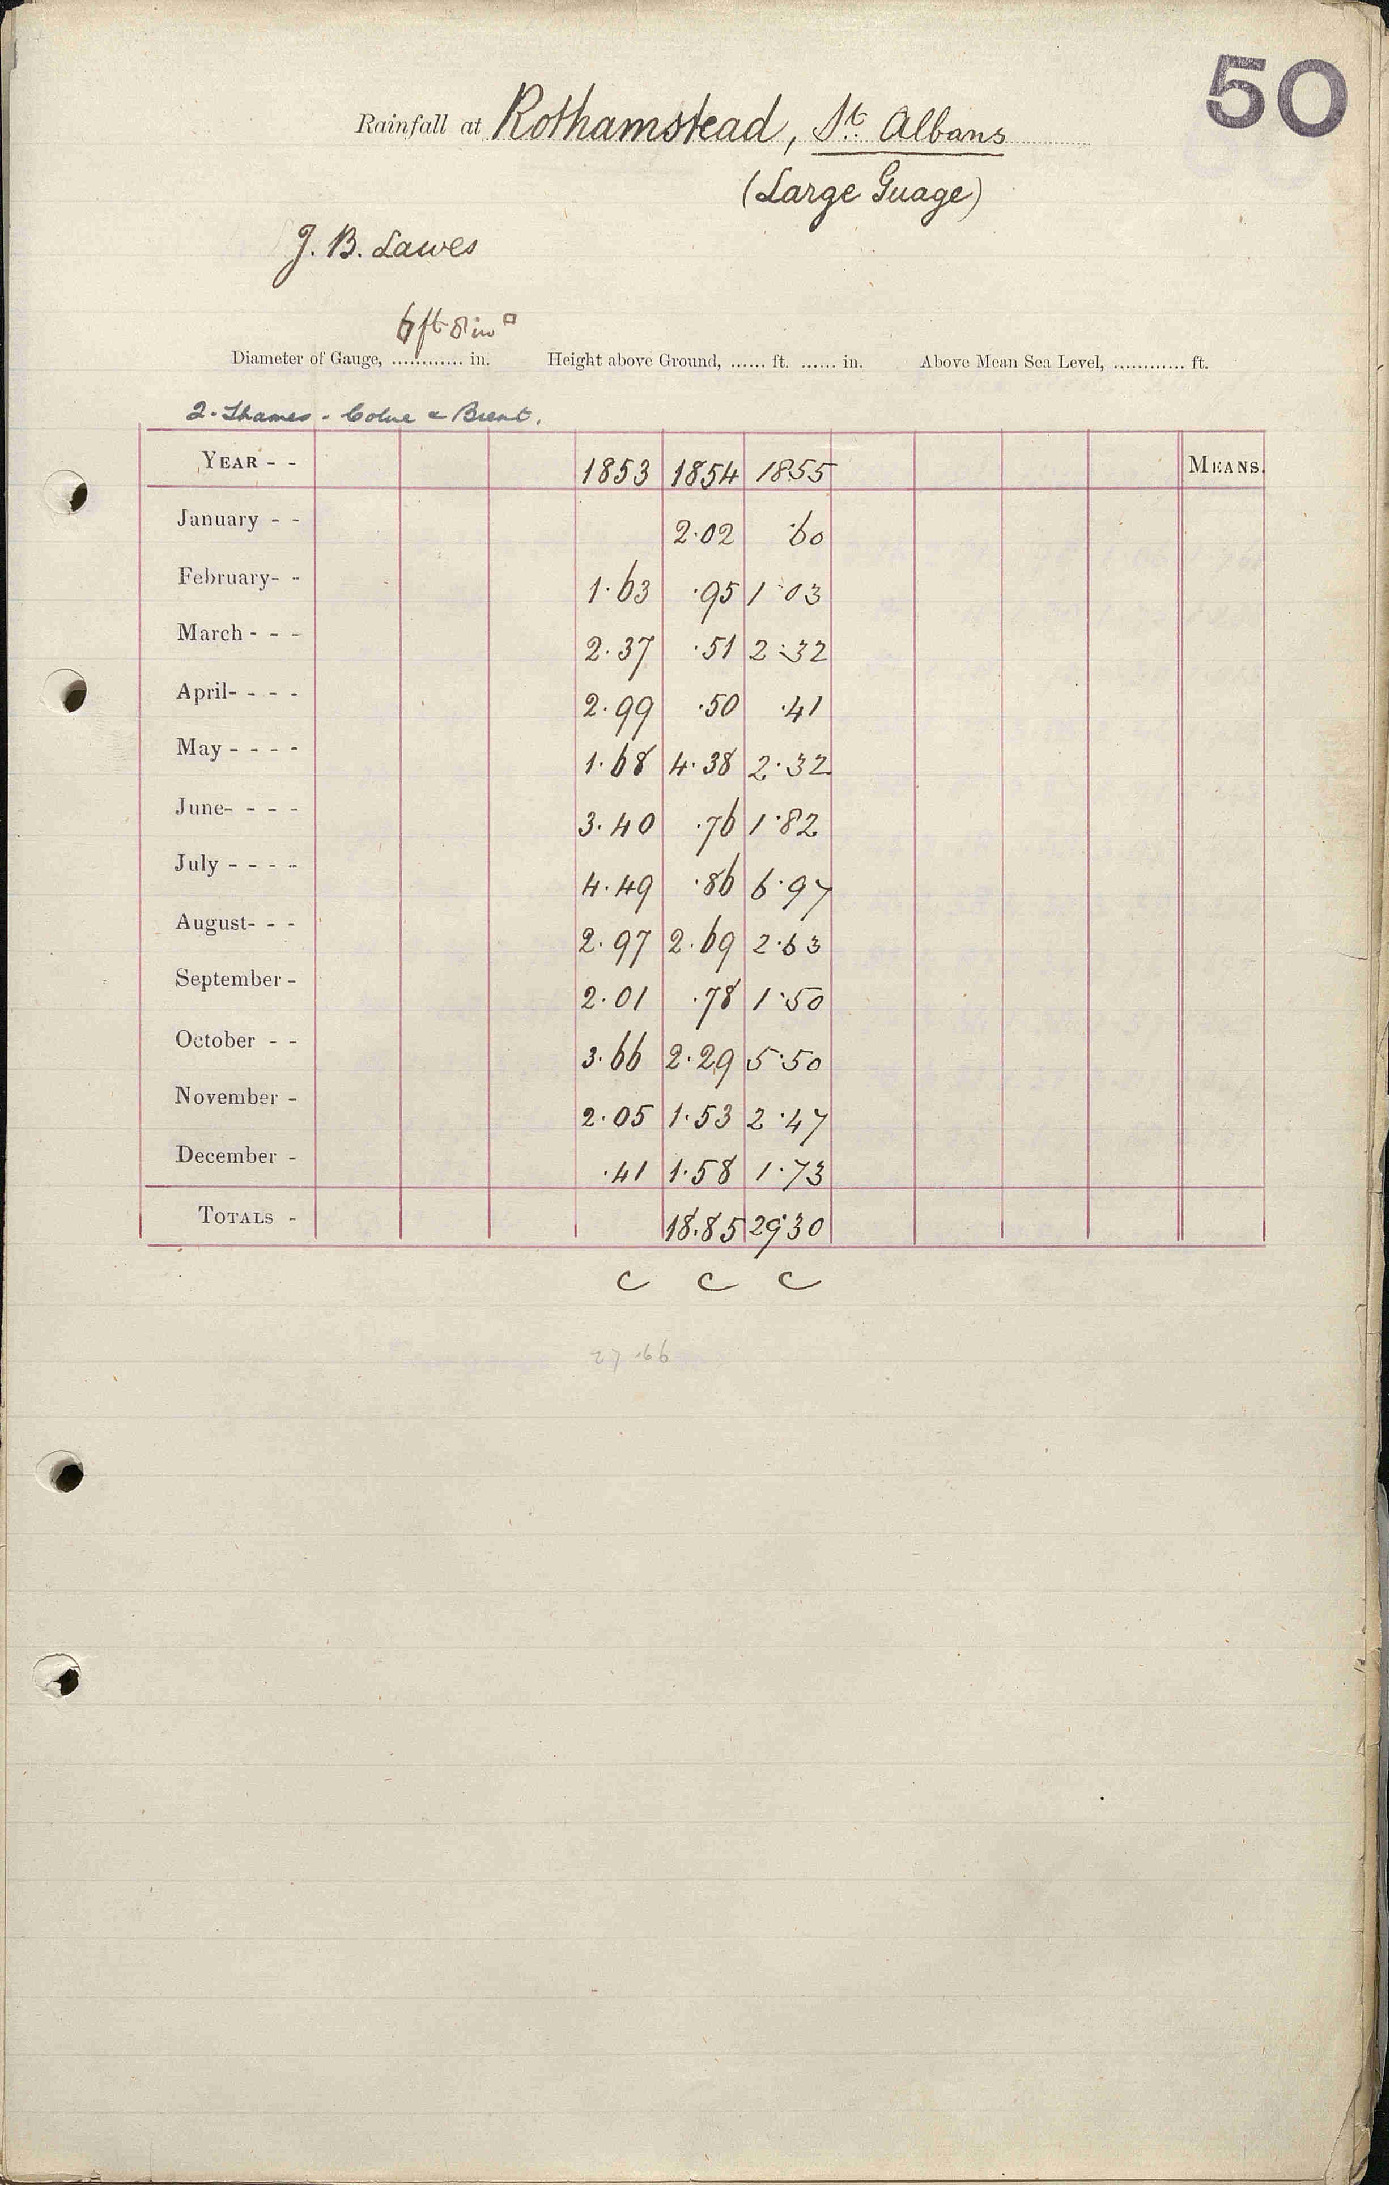 50
Rainfall at Rothamstead, St. Albans
(Large Guage)
J. B. Lawes
6 ft 8 in □
Diameter of Gauge, ............ in. Height above Ground, ...... ft. ...... in. Above Mean Sea Level, ............ ft.
2. Thames - Colne & Brent.
YEAR - - 1853 1854 1855 MEANS.
January - - 2.02 .60
February- - 1.63 .95 1.03
March - - - 2.37 .51 2.32
April- - - - 2.99 .50 .41
May - - - - 1.68 4.38 2.32
June- - - - 3.40 .76 1.82
July - - - - 4.49 .86 6.97
August- - - 2.97 2.69 2.63
September - 2.01 .78 1.50
October - - 3.66 2.29 5.50
November - 2.05 1.53 2.47
December - .41 1.58 1.73
TOTALS - 18.85 29.30
C C C
27.66